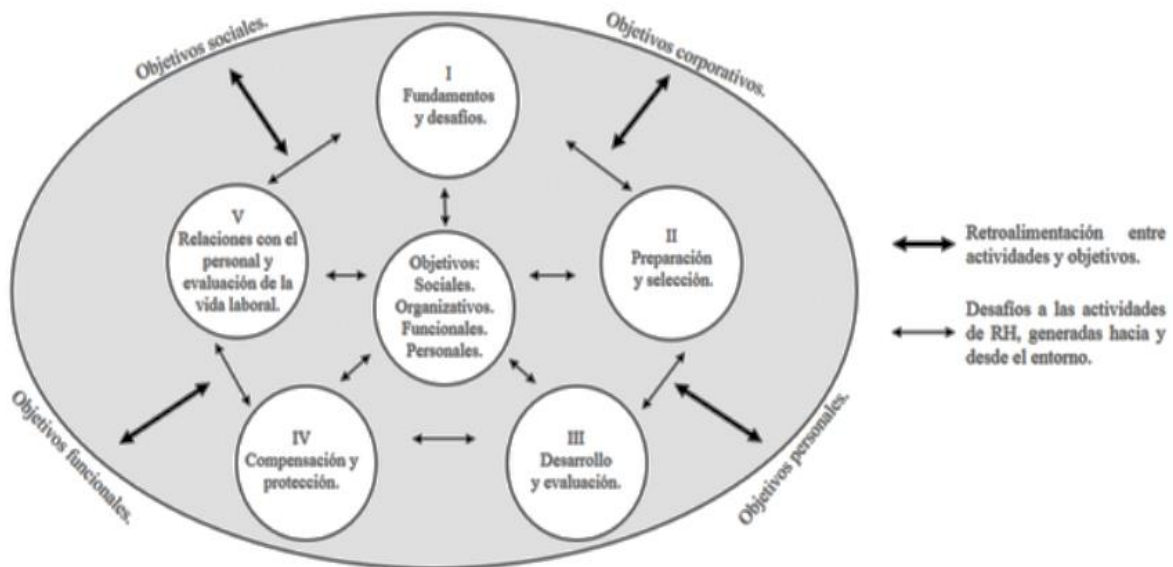 Objetivos sociales.
Objetivos corporativos.
I
Fundamentos
y desafios.
V
Relaciones con el
personal y
evaluación de la
vida laboral.
Objetivos:
Sociales.
Organizativos.
Funcionales.
Personales.
II
Preparación
y selección.
IV
Compensación y
protección.
III
Desarrollo
y evaluación.
Objetivos funcionales.
Objetivos personales.
Retroalimentación entre
actividades y objetivos.
Desafíos a las actividades
de RH, generadas hacia y
desde el entorno.